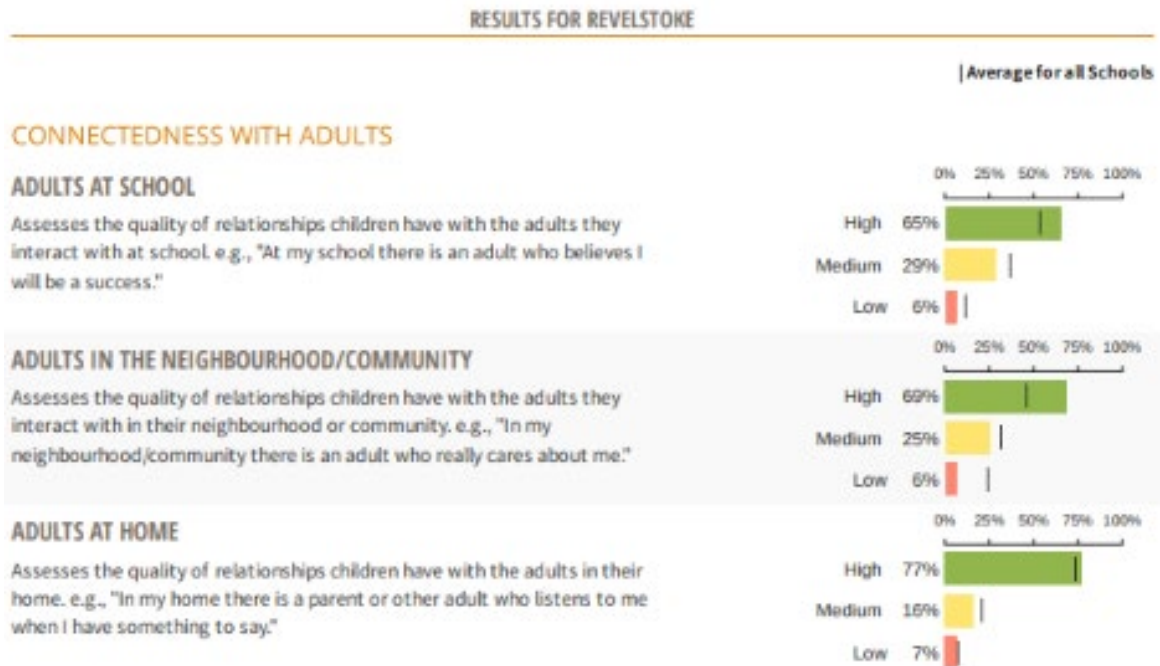 RESULTS FOR REVELSTOKE
| Average for all Schools
CONNECTEDNESS WITH ADULTS
ADULTS AT SCHOOL
Assesses the quality of relationships children have with the adults they
interact with at school. e.g., "At my school there is an adult who believes I
will be a success."
0% 25% 50% 75% 100%
High 65%
Medium 29%
Low 6%
ADULTS IN THE NEIGHBOURHOOD/COMMUNITY
Assesses the quality of relationships children have with the adults they
interact with in their neighbourhood or community. e.g., "In my
neighbourhood/community there is an adult who really cares about me."
0% 25% 50% 75% 100%
High 69%
Medium 25%
Low 6%
ADULTS AT HOME
Assesses the quality of relationships children have with the adults in their
home. e.g., "In my home there is a parent or other adult who listens to me
when I have something to say."
0% 25% 50% 75% 100%
High 77%
Medium 16%
Low 7%